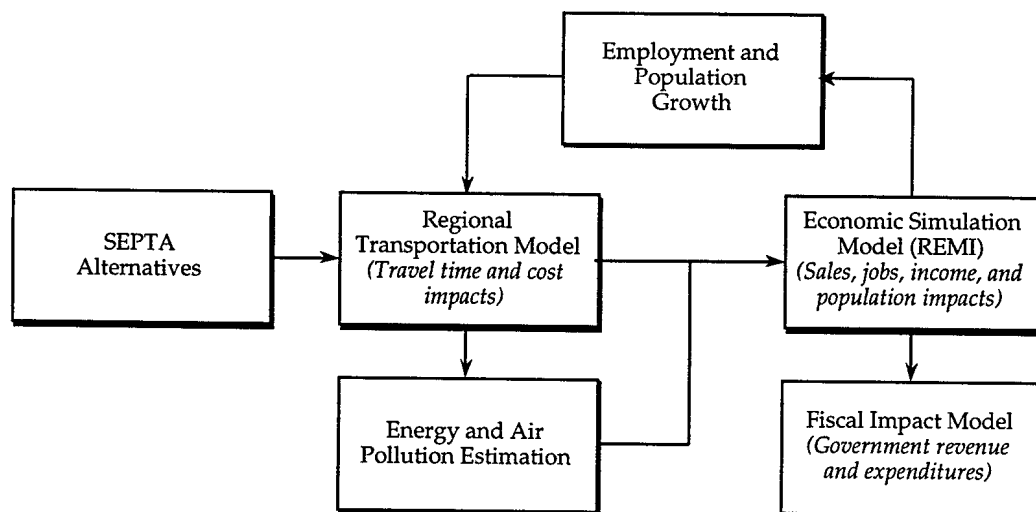 Employment and
Population
Growth
SEPTA
Alternatives
Regional
Transportation Model
(Travel time and cost
impacts)
Economic Simulation
Model (REMI)
(Sales, jobs, income, and
population impacts)
Energy and Air
Pollution Estimation
Fiscal Impact Model
(Government revenue
and expenditures)